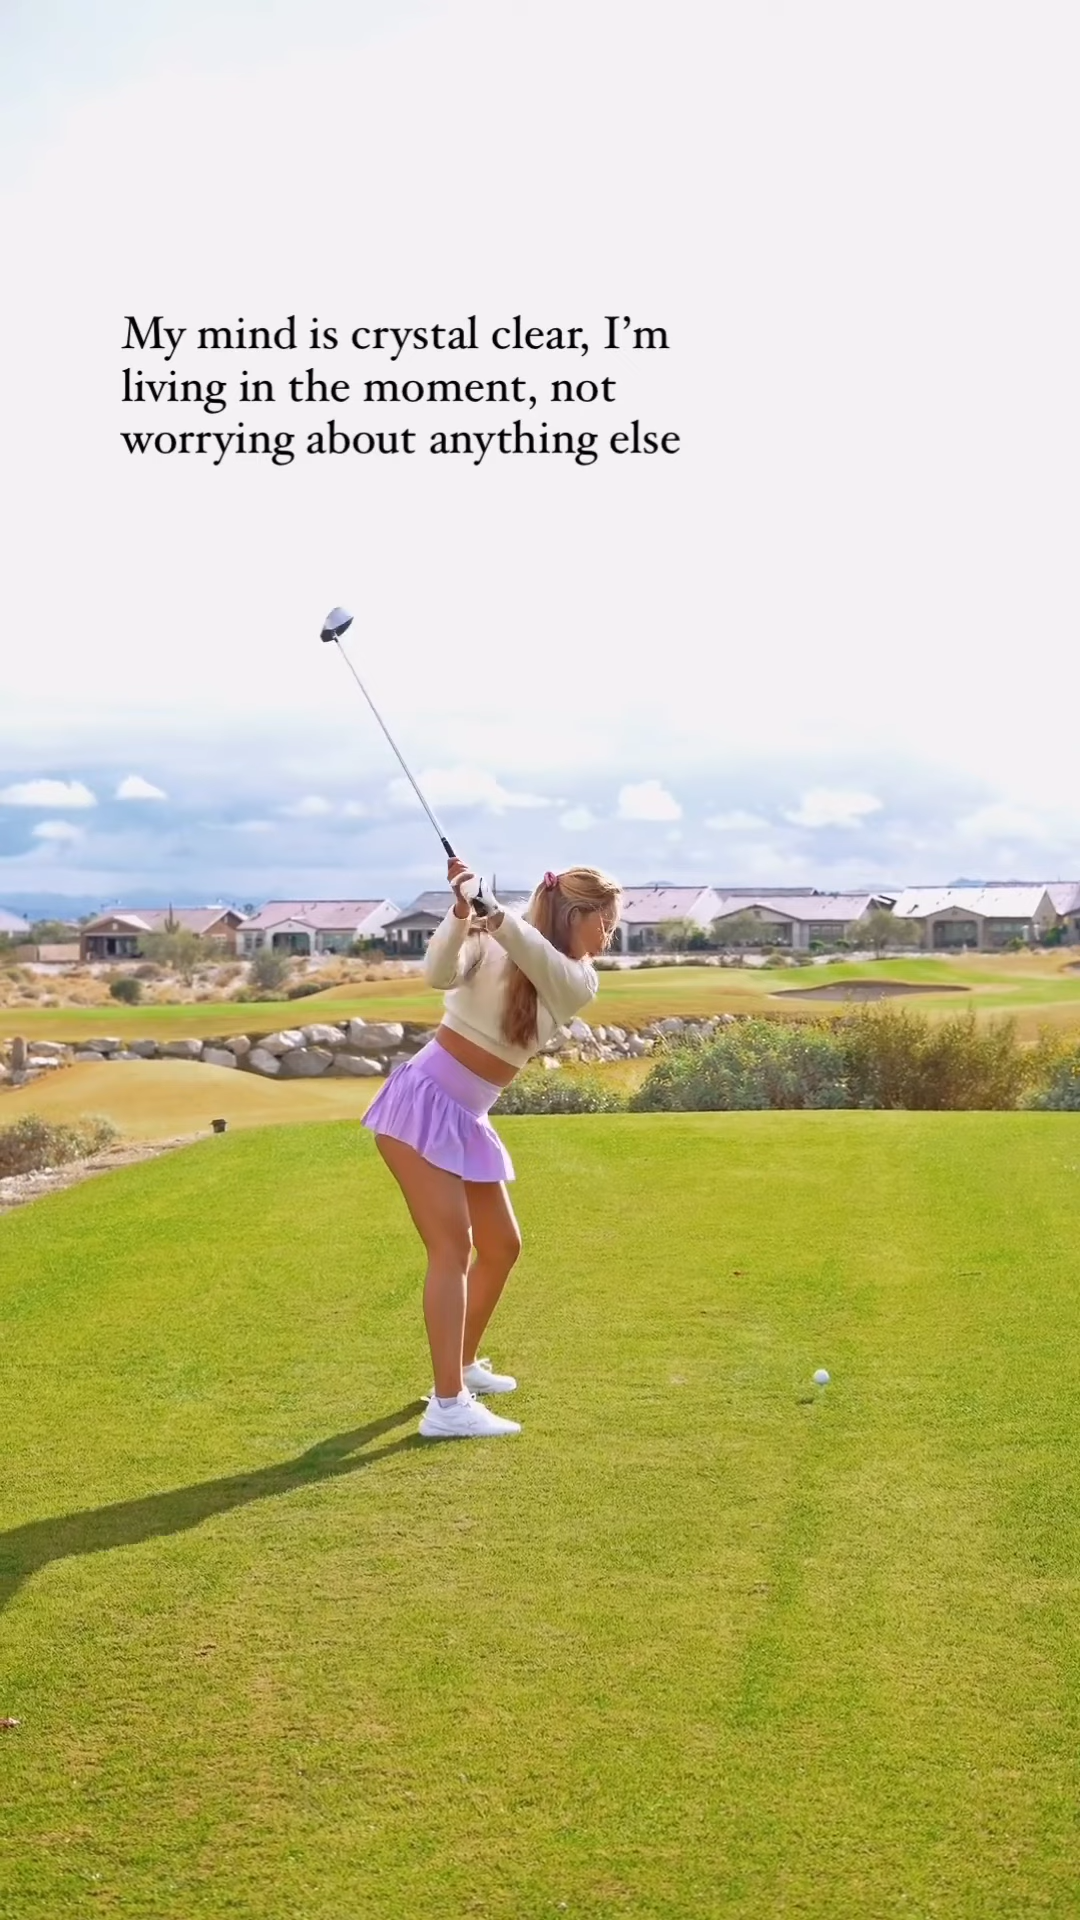 My mind is crystal clear, I’m
living in the moment, not
worrying about anything else